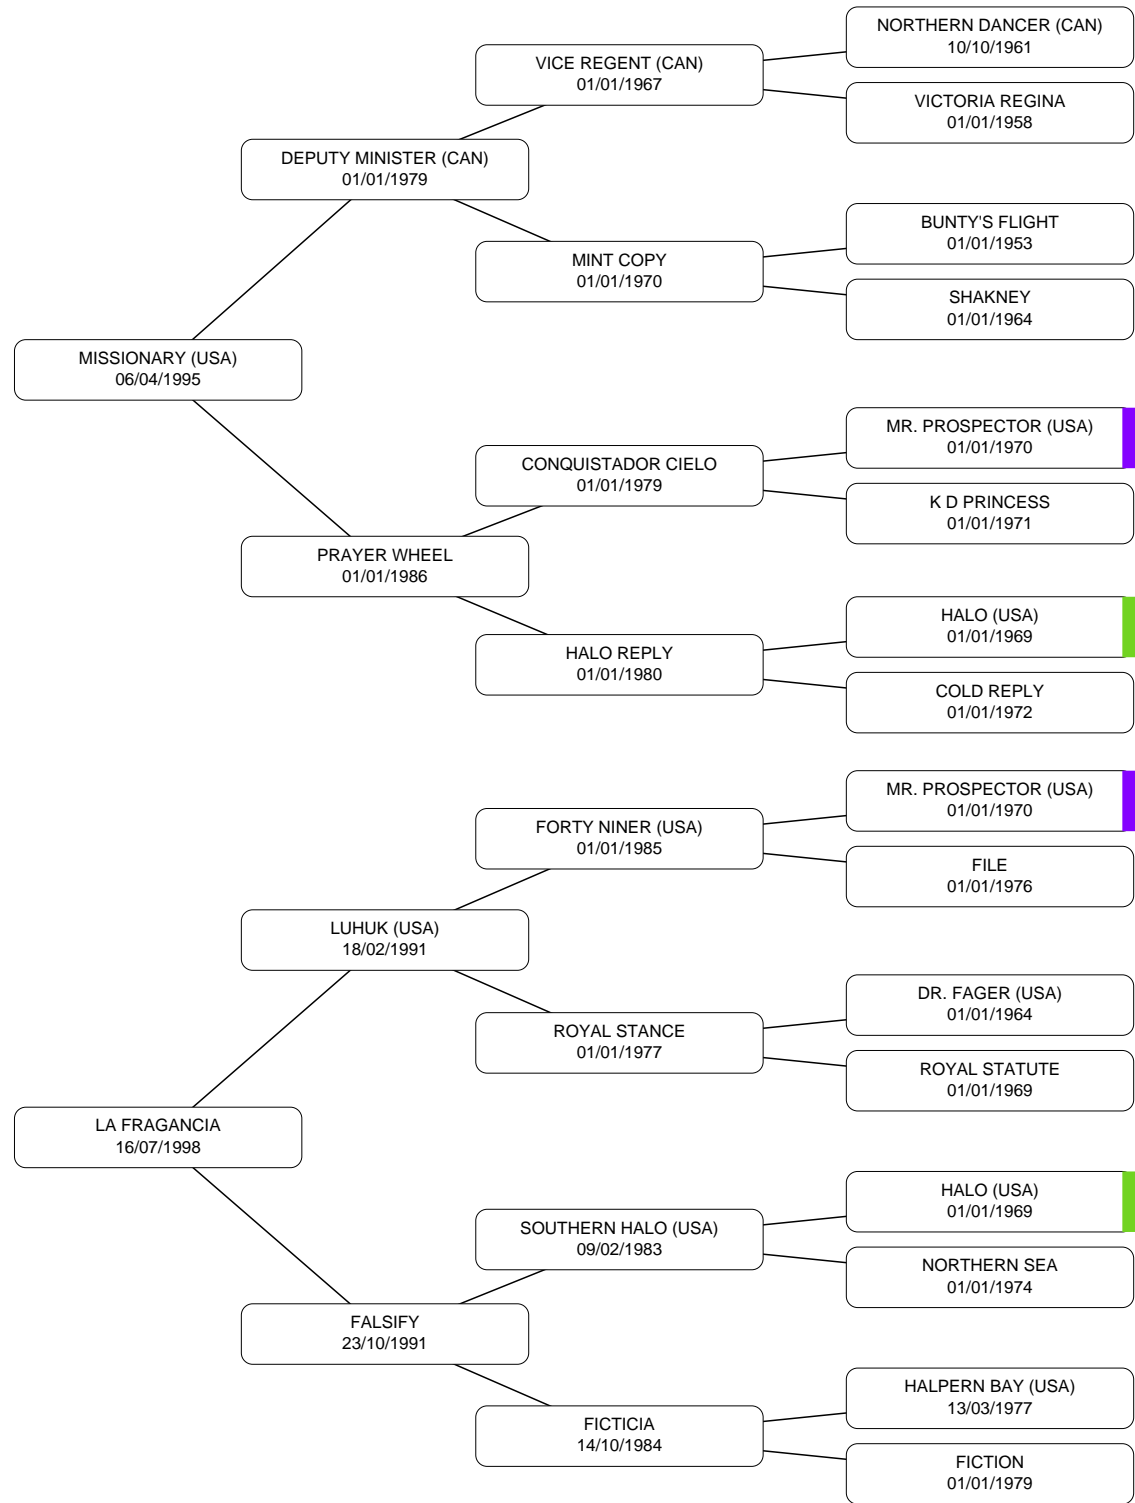 NORTHERN DANCER (CAN)
10/10/1961
VICE REGENT (CAN)
01/01/1967
VICTORIA REGINA
01/01/1958
DEPUTY MINISTER (CAN)
01/01/1979
BUNTY'S FLIGHT
01/01/1953
MINT COPY
01/01/1970
SHAKNEY
01/01/1964
MISSIONARY (USA)
06/04/1995
MR. PROSPECTOR (USA)
01/01/1970
CONQUISTADOR CIELO
01/01/1979
K D PRINCESS
01/01/1971
PRAYER WHEEL
01/01/1986
HALO (USA)
01/01/1969
HALO REPLY
01/01/1980
COLD REPLY
01/01/1972
MR. PROSPECTOR (USA)
01/01/1970
FORTY NINER (USA)
01/01/1985
FILE
01/01/1976
LUHUK (USA)
18/02/1991
DR. FAGER (USA)
01/01/1964
ROYAL STANCE
01/01/1977
ROYAL STATUTE
01/01/1969
LA FRAGANCIA
16/07/1998
HALO (USA)
01/01/1969
SOUTHERN HALO (USA)
09/02/1983
NORTHERN SEA
01/01/1974
FALSIFY
23/10/1991
HALPERN BAY (USA)
13/03/1977
FICTICIA
14/10/1984
FICTION
01/01/1979